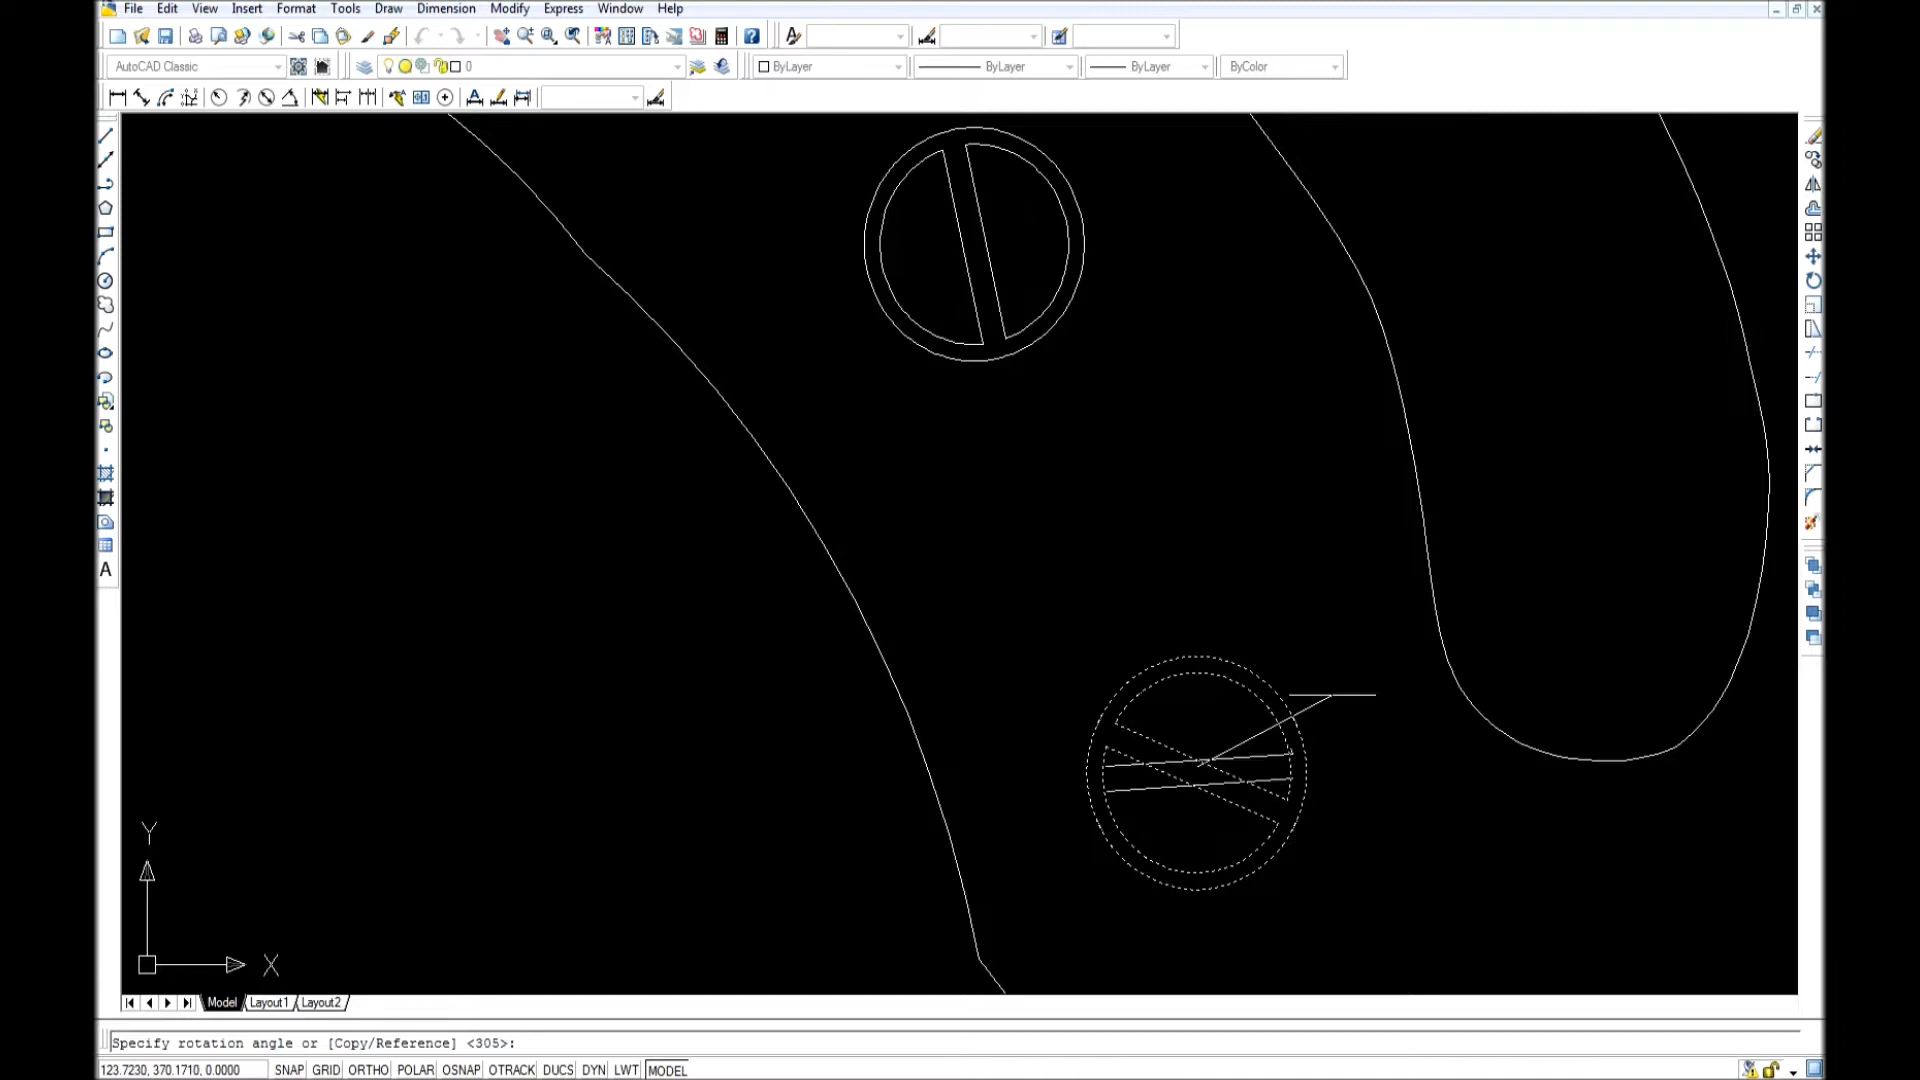 File Edit View Insert Format Tools Draw Dimension Modify Express Window Help
AutoCAD Classic 0 ByLayer ByLayer ByLayer ByColor
A
Y
X
Model Layout1 Layout2
Specify rotation angle or [Copy/Reference] <305>:
123.7230, 370.1710, 0.0000 SNAP GRID ORTHO POLAR OSNAP OTRACK DUCS DYN LWT MODEL